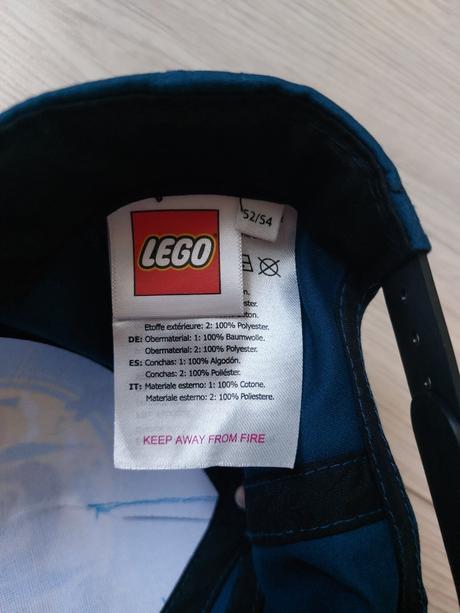 52/54
LEGO
n.
ster.
ton.
Etoffe extérieure: 2: 100% Polyester.
DE: Obermaterial: 1: 100% Baumwolle.
Obermaterial: 2: 100% Polyester.
ES: Conchas: 1: 100% Algodón.
Conchas: 2: 100% Poliéster.
IT: Materiale esterno: 1: 100% Cotone.
Materiale esterno: 2: 100% Poliestere.
KEEP AWAY FROM FIRE